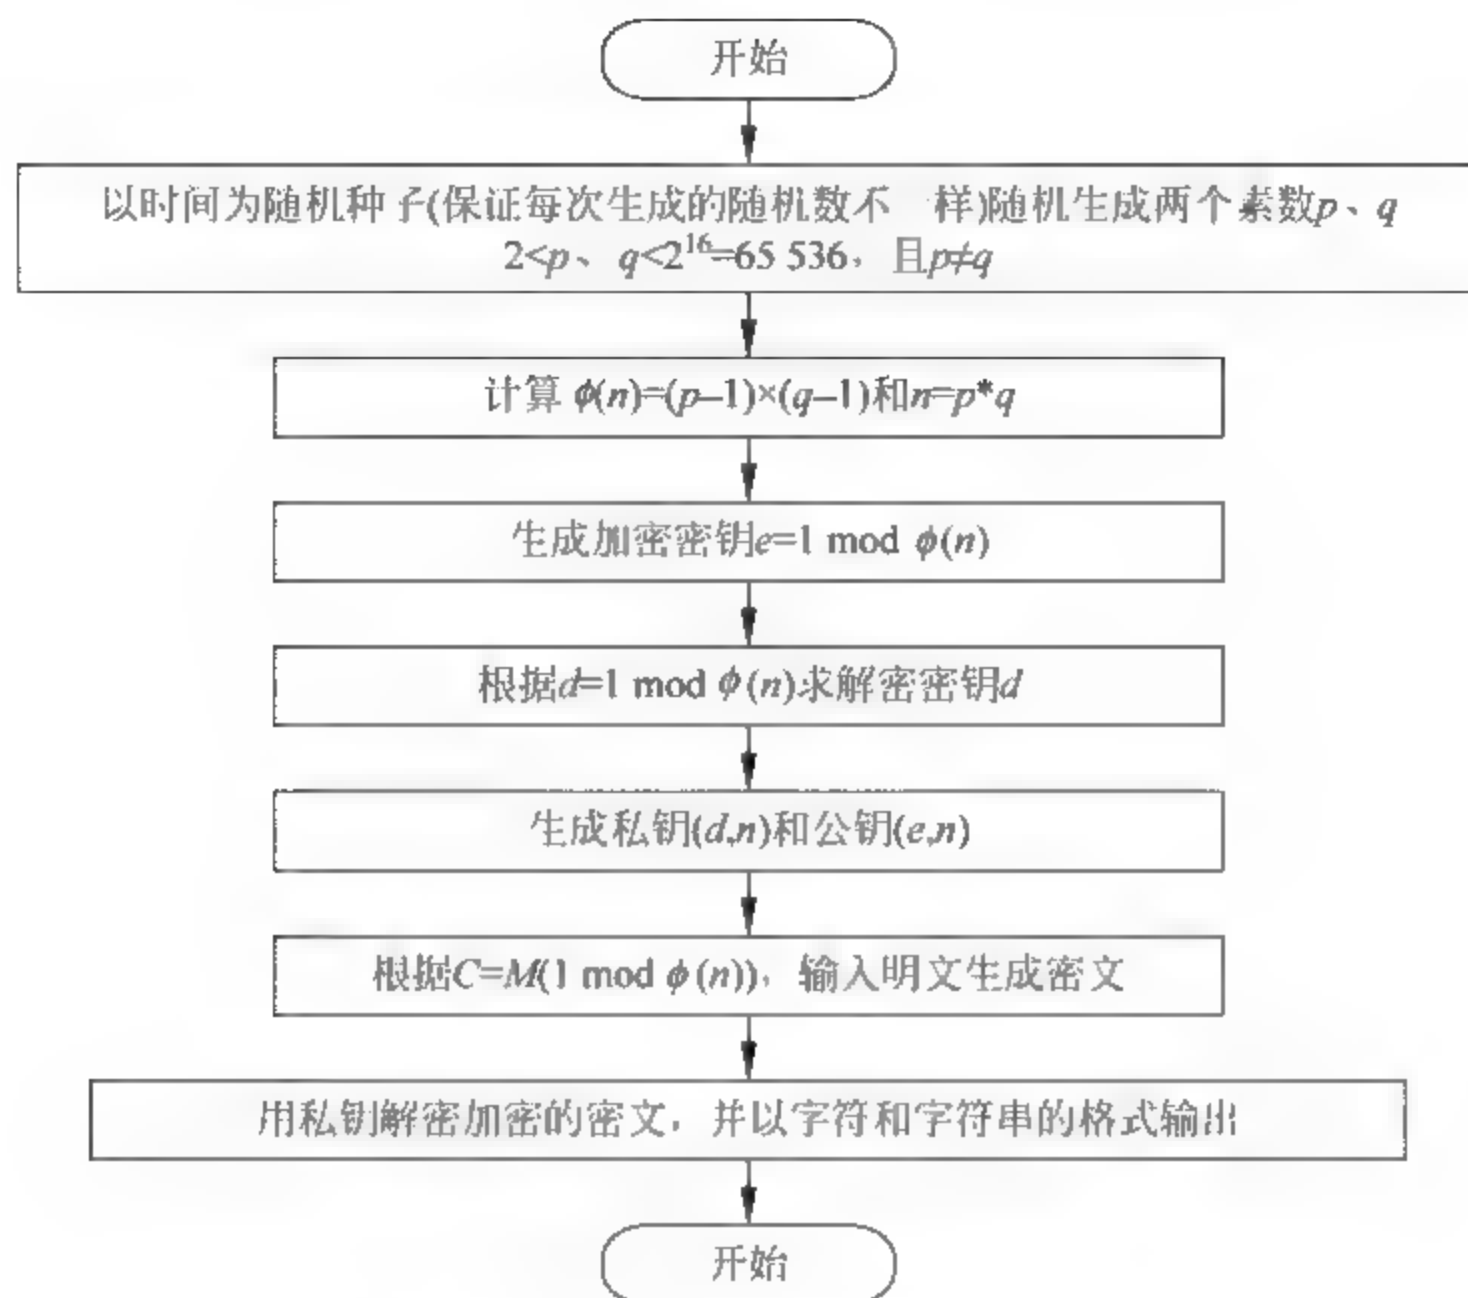 开始
以时间为随机种子(保证每次生成的随机数不 样)随机生成两个素数p、q
2<p、q<2^16=65 536，且p≠q
计算 ϕ(n)=(p–1)×(q–1)和n=p*q
生成加密密钥e=1 mod ϕ(n)
根据d=1 mod ϕ(n)求解密密钥d
生成私钥(d,n)和公钥(e,n)
根据C=M(1 mod ϕ(n))，输入明文生成密文
用私钥解密加密的密文，并以字符和字符串的格式输出
开始